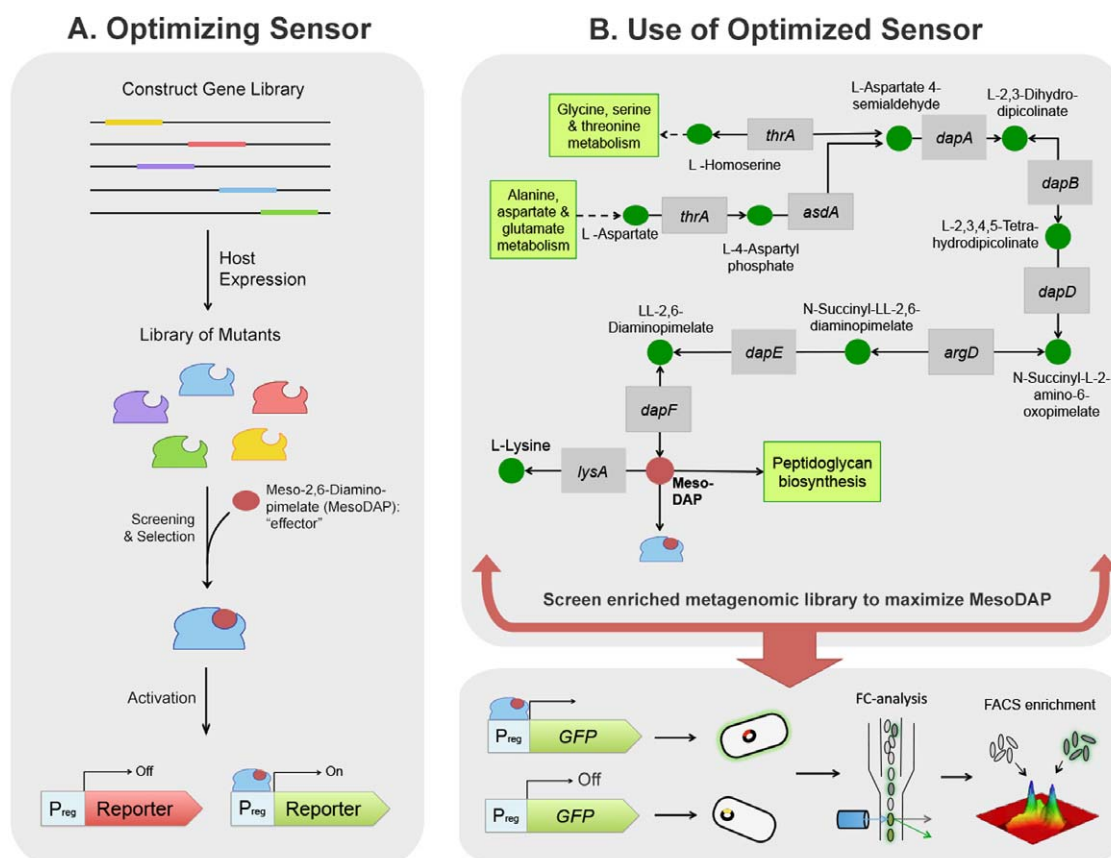 A. Optimizing Sensor
Construct Gene Library
Host
Expression
Library of Mutants
Meso-2,6-Diamino-
pimelate (MesoDAP):
"effector"
Screening
& Selection
Activation
Off
Preg
Reporter
On
Preg
Reporter
B. Use of Optimized Sensor
Glycine, serine
& threonine
metabolism
thrA
L -Homoserine
L-Aspartate 4-
semialdehyde
dapA
L-2,3-Dihydro-
dipicolinate
dapB
Alanine,
aspartate &
glutamate
metabolism
L -Aspartate
thrA
L-4-Aspartyl
phosphate
asdA
L-2,3,4,5-Tetra-
hydrodipicolinate
dapD
LL-2,6-
Diaminopimelate
dapE
N-Succinyl-LL-2,6-
diaminopimelate
argD
N-Succinyl-L-2-
amino-6-
oxopimelate
dapF
L-Lysine
lysA
Meso-
DAP
Peptidoglycan
biosynthesis
Screen enriched metagenomic library to maximize MesoDAP
Preg
GFP
Off
Preg
GFP
FC-analysis
FACS enrichment